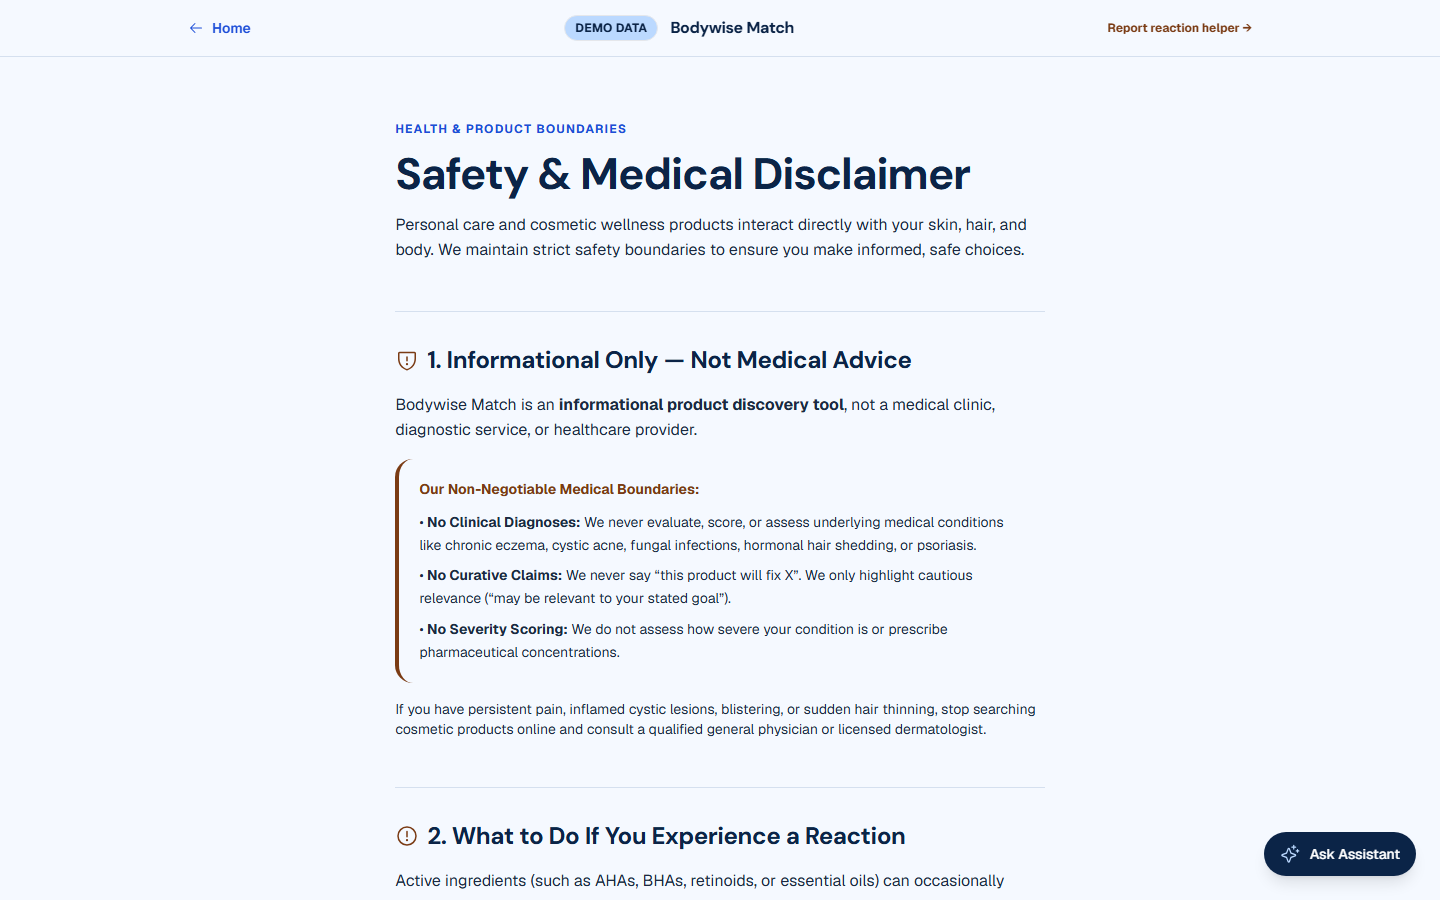 Home
DEMO DATA Bodywise Match
Report reaction helper →
HEALTH & PRODUCT BOUNDARIES
Safety & Medical Disclaimer
Personal care and cosmetic wellness products interact directly with your skin, hair, and
body. We maintain strict safety boundaries to ensure you make informed, safe choices.
1. Informational Only — Not Medical Advice
Bodywise Match is an informational product discovery tool, not a medical clinic,
diagnostic service, or healthcare provider.
Our Non-Negotiable Medical Boundaries:
• No Clinical Diagnoses: We never evaluate, score, or assess underlying medical conditions
like chronic eczema, cystic acne, fungal infections, hormonal hair shedding, or psoriasis.
• No Curative Claims: We never say “this product will fix X”. We only highlight cautious
relevance (“may be relevant to your stated goal”).
• No Severity Scoring: We do not assess how severe your condition is or prescribe
pharmaceutical concentrations.
If you have persistent pain, inflamed cystic lesions, blistering, or sudden hair thinning, stop searching
cosmetic products online and consult a qualified general physician or licensed dermatologist.
2. What to Do If You Experience a Reaction
Active ingredients (such as AHAs, BHAs, retinoids, or essential oils) can occasionally
Ask Assistant